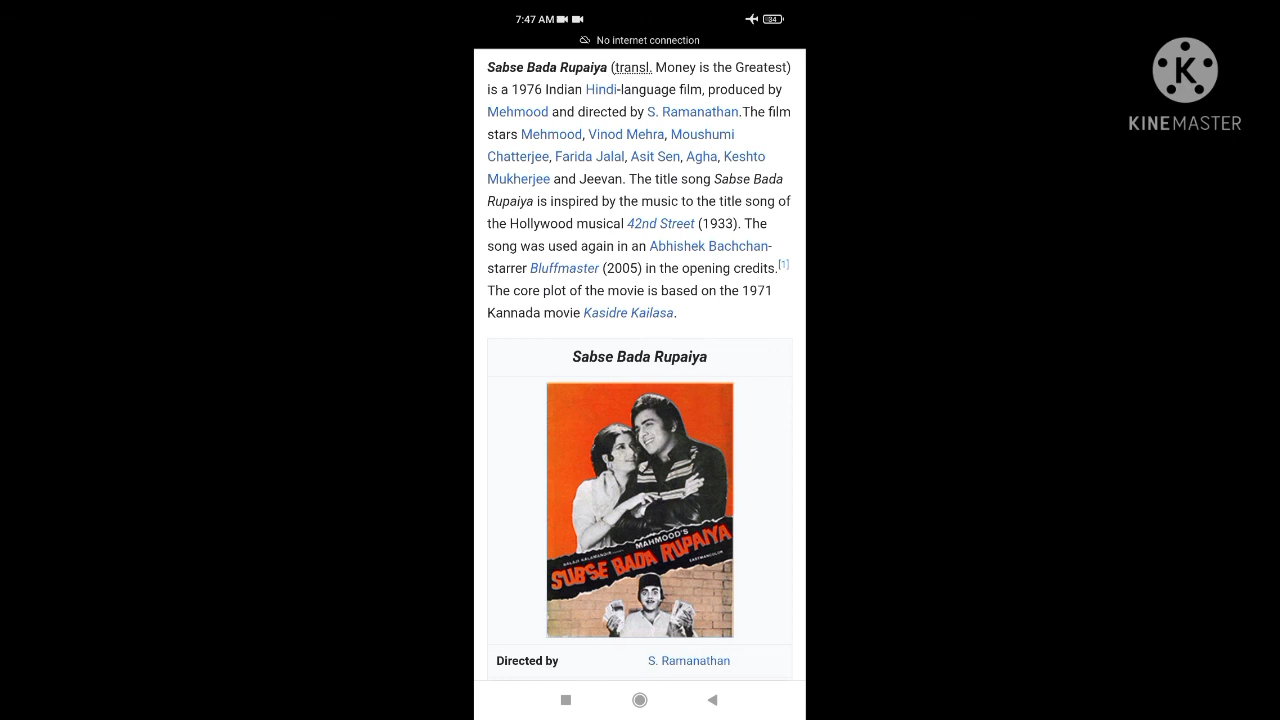 7:47 AM
34
No internet connection
K
KINEMASTER
Sabse Bada Rupaiya (transl. Money is the Greatest)
is a 1976 Indian Hindi-language film, produced by
Mehmood and directed by S. Ramanathan.The film
stars Mehmood, Vinod Mehra, Moushumi
Chatterjee, Farida Jalal, Asit Sen, Agha, Keshto
Mukherjee and Jeevan. The title song Sabse Bada
Rupaiya is inspired by the music to the title song of
the Hollywood musical 42nd Street (1933). The
song was used again in an Abhishek Bachchan-
starrer Bluffmaster (2005) in the opening credits.[1]
The core plot of the movie is based on the 1971
Kannada movie Kasidre Kailasa.
Sabse Bada Rupaiya
MAHMOOD'S
SUBSE BADA RUPAIYA
EASTMANCOLOR
Directed by S. Ramanathan